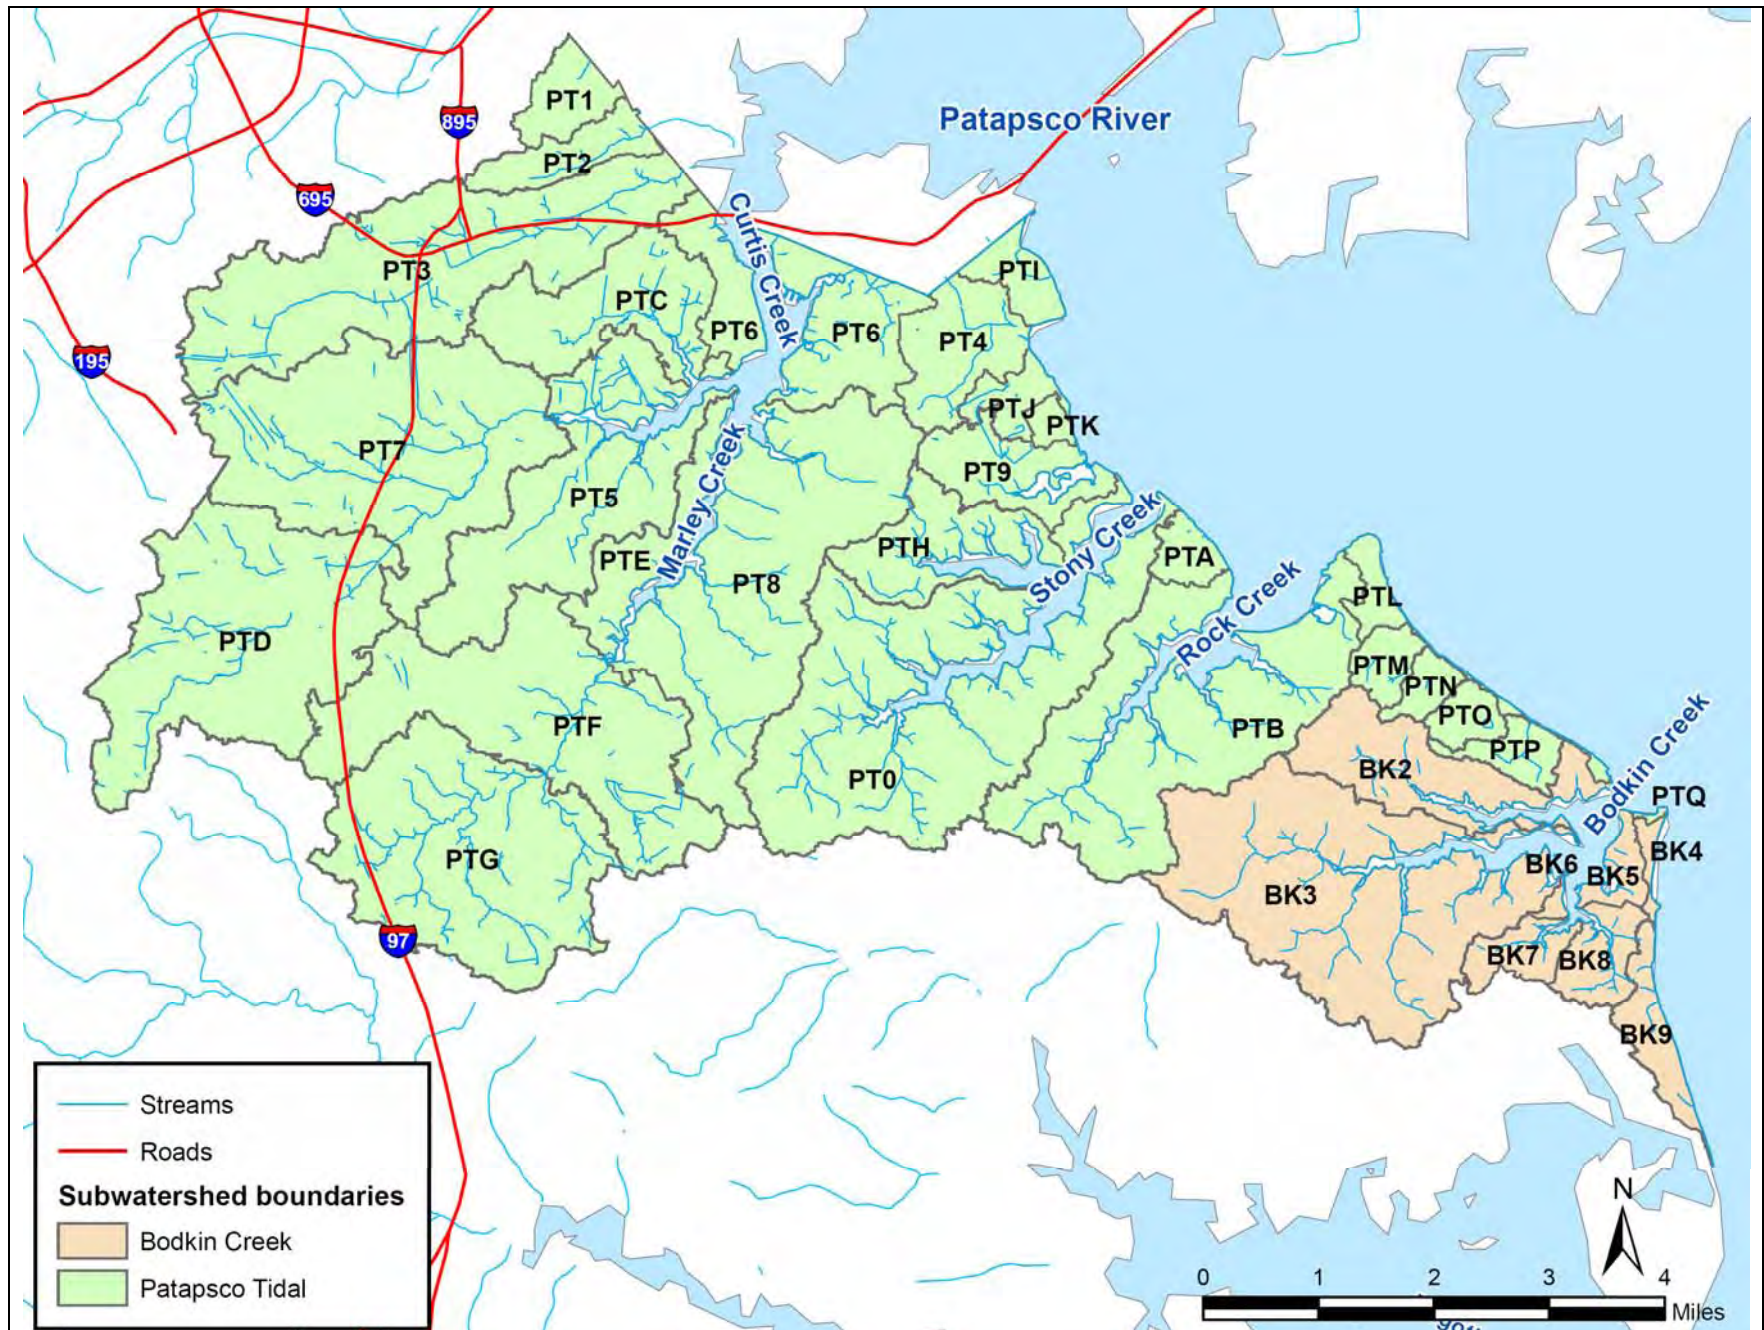 PT1
895
Patapsco River
PT2
695
Curtis Creek
PT3
PTI
PTC
PT6
PT6
PT4
195
PTJ
PTK
PT7
PT9
PT5
Marley Creek
PTH
Stony Creek
PTA
PTE
PT8
Rock Creek
PTL
PTD
PTM
PTN
PTO
PTF
PTB
PTP
PT0
BK2
Bodkin Creek
PTQ
PTG
BK6
BK4
BK5
BK3
97
BK7
BK8
BK9
Streams
Roads
Subwatershed boundaries
Bodkin Creek
Patapsco Tidal
N
0 1 2 3 4
Miles